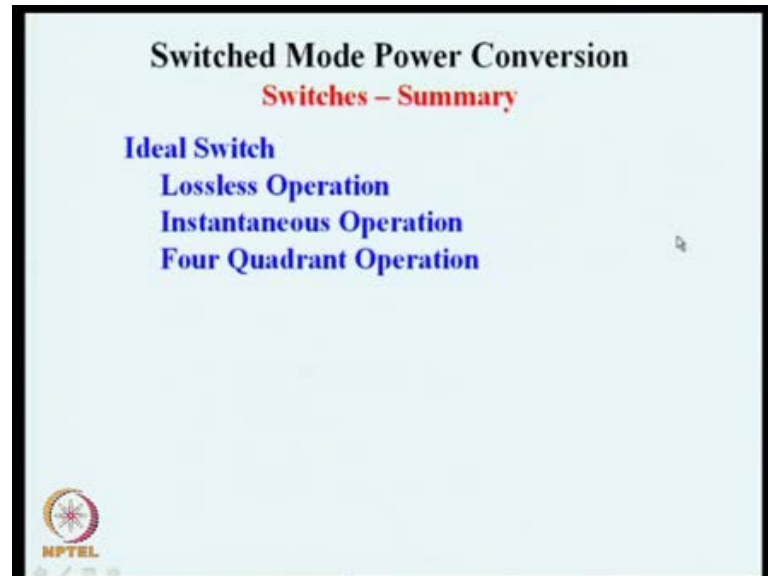 Switched Mode Power Conversion
Switches – Summary
Ideal Switch
Lossless Operation
Instantaneous Operation
Four Quadrant Operation
NPTEL